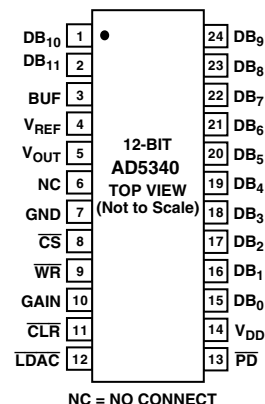 DB10 1 24 DB9
DB11 2 23 DB8
BUF 3 22 DB7
VREF 4 21 DB6
VOUT 5 20 DB5
NC 6 19 DB4
GND 7 18 DB3
CS 8 17 DB2
WR 9 16 DB1
GAIN 10 15 DB0
CLR 11 14 VDD
LDAC 12 13 PD
12-BIT
AD5340
TOP VIEW
(Not to Scale)
NC = NO CONNECT